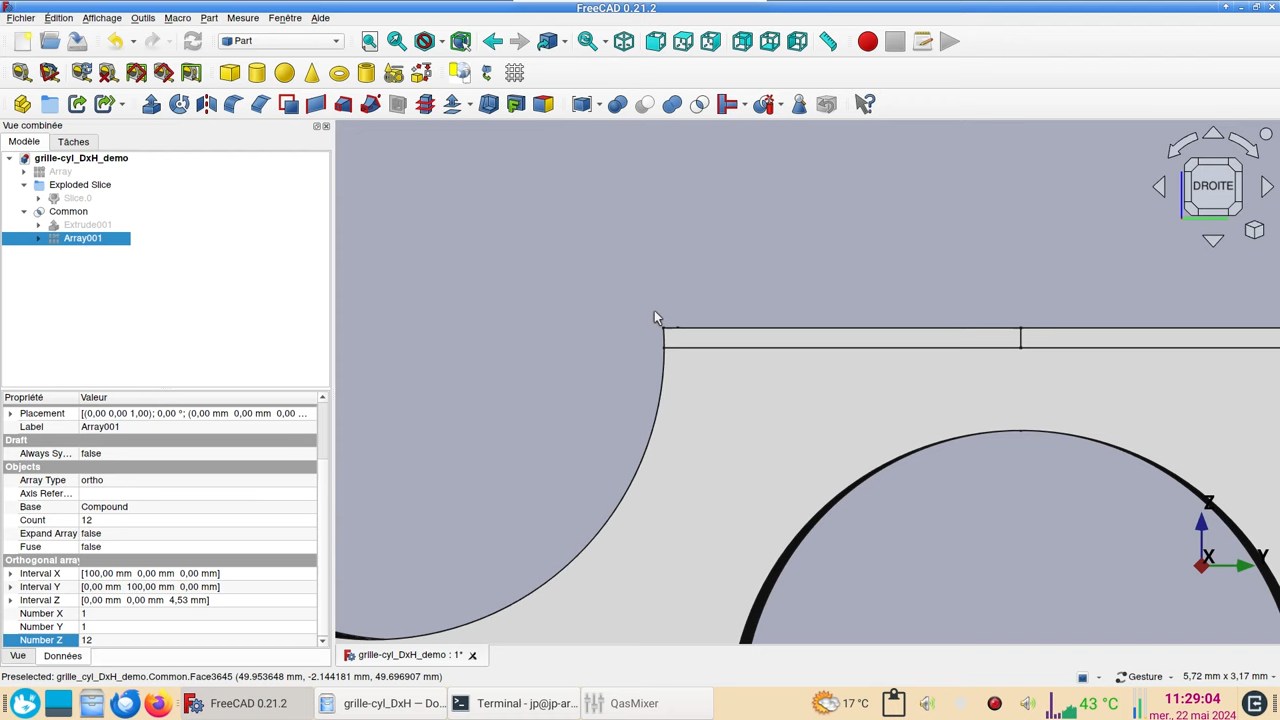 FreeCAD 0.21.2
Fichier Édition Affichage Outils Macro Part Mesure Fenêtre Aide
Part
Vue combinée
Modèle Tâches
grille-cyl_DxH_demo
Array
Exploded Slice
Slice.0
Common
Extrude001
Array001
DROITE
Propriété Valeur
Placement [(0,00 0,00 1,00); 0,00 °; (0,00 mm 0,00 mm 0,00 ...
Label Array001
Draft
Always Sy... false
Objects
Array Type ortho
Axis Refer...
Base Compound
Count 12
Expand Array false
Fuse false
Orthogonal array
Interval X [100,00 mm 0,00 mm 0,00 mm]
Interval Y [0,00 mm 100,00 mm 0,00 mm]
Interval Z [0,00 mm 0,00 mm 4,53 mm]
Number X 1
Number Y 1
Number Z 12
Z
X Y
Vue Données
grille-cyl_DxH_demo : 1*
Preselected: grille_cyl_DxH_demo.Common.Face3645 (49.953648 mm, -2.144181 mm, 49.696907 mm)
Gesture 5,72 mm x 3,17 mm
FreeCAD 0.21.2 grille-cyl_DxH — Do... Terminal - jp@jp-ar... QasMixer 17 °C 43 °C 11:29:04
mer., 22 mai 2024